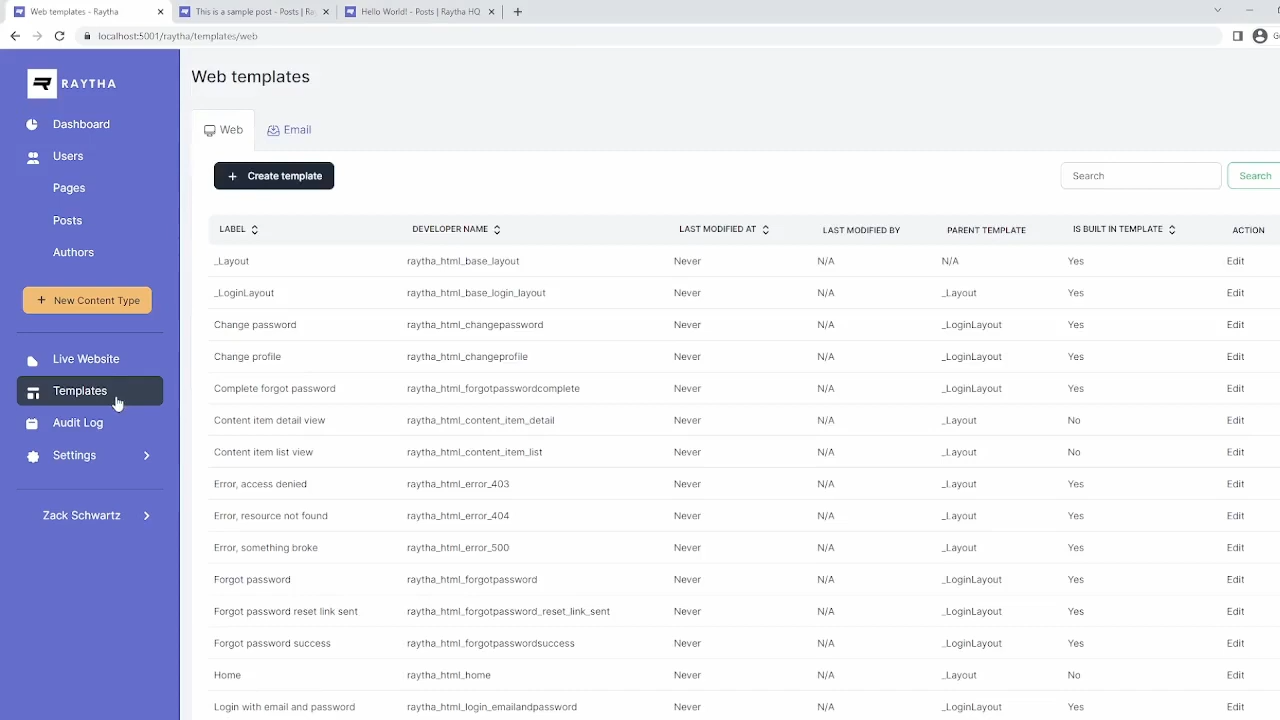 Web templates - Raytha
This is a sample post - Posts | Ra
Hello World! - Posts | Raytha HQ
localhost:5001/raytha/templates/web
RAYTHA
Dashboard
Users
Pages
Posts
Authors
+ New Content Type
Live Website
Templates
Audit Log
Settings
Zack Schwartz
Web templates
Web
Email
+ Create template
Search
Search
LABEL DEVELOPER NAME LAST MODIFIED AT LAST MODIFIED BY PARENT TEMPLATE IS BUILT IN TEMPLATE ACTION
_Layout raytha_html_base_layout Never N/A N/A Yes Edit
_LoginLayout raytha_html_base_login_layout Never N/A _Layout Yes Edit
Change password raytha_html_changepassword Never N/A _LoginLayout Yes Edit
Change profile raytha_html_changeprofile Never N/A _LoginLayout Yes Edit
Complete forgot password raytha_html_forgotpasswordcomplete Never N/A _LoginLayout Yes Edit
Content item detail view raytha_html_content_item_detail Never N/A _Layout No Edit
Content item list view raytha_html_content_item_list Never N/A _Layout No Edit
Error, access denied raytha_html_error_403 Never N/A _Layout Yes Edit
Error, resource not found raytha_html_error_404 Never N/A _Layout Yes Edit
Error, something broke raytha_html_error_500 Never N/A _Layout Yes Edit
Forgot password raytha_html_forgotpassword Never N/A _LoginLayout Yes Edit
Forgot password reset link sent raytha_html_forgotpassword_reset_link_sent Never N/A _LoginLayout Yes Edit
Forgot password success raytha_html_forgotpasswordsuccess Never N/A _LoginLayout Yes Edit
Home raytha_html_home Never N/A _Layout No Edit
Login with email and password raytha_html_login_emailandpassword Never N/A _LoginLayout Yes Edit